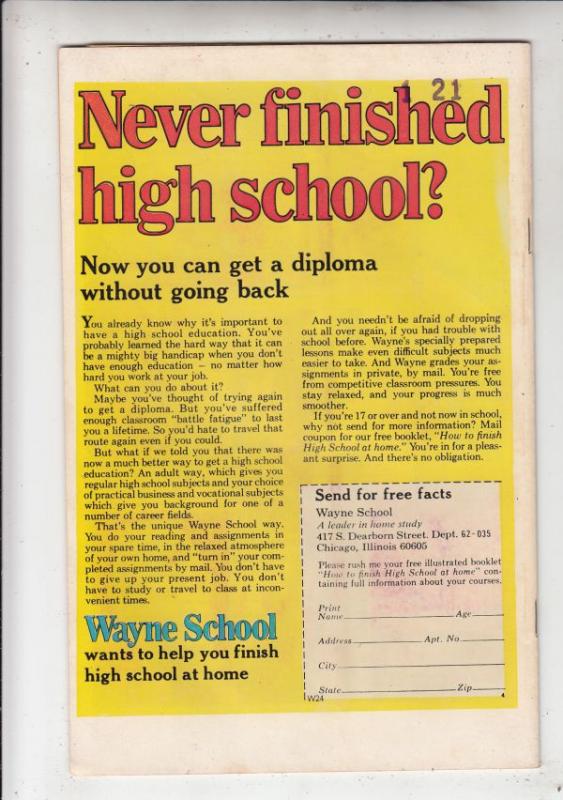 1 21
Never finished
high school?
Now you can get a diploma
without going back
You already know why it's important to
have a high school education. You've
probably learned the hard way that it can
be a mighty big handicap when you don't
have enough education – no matter how
hard you work at your job.
What can you do about it?
Maybe you've thought of trying again
to get a diploma. But you've suffered
enough classroom "battle fatigue" to last
you a lifetime. So you'd hate to travel that
route again even if you could.
But what if we told you that there was
now a much better way to get a high school
education? An adult way, which gives you
regular high school subjects and your choice
of practical business and vocational subjects
which give you background for one of a
number of career fields.
That's the unique Wayne School way.
You do your reading and assignments in
your spare time, in the relaxed atmosphere
of your own home, and "turn in" your com-
pleted assignments by mail. You don't have
to give up your present job. You don't
have to study or travel to class at incon-
venient times.
Wayne School
wants to help you finish
high school at home
And you needn't be afraid of dropping
out all over again, if you had trouble with
school before. Wayne's specially prepared
lessons make even difficult subjects much
easier to take. And Wayne grades your as-
signments in private, by mail. You're free
from competitive classroom pressures. You
stay relaxed, and your progress is much
smoother.
If you're 17 or over and not now in school,
why not send for more information? Mail
coupon for our free booklet, "How to finish
High School at home." You're in for a pleas-
ant surprise. And there's no obligation.
Send for free facts
Wayne School
A leader in home study
417 S. Dearborn Street. Dept. 62-035
Chicago, Illinois 60605
Please rush me your free illustrated booklet
"How to finish High School at home" con-
taining full information about your courses.
Print
Name Age
Address Apt. No.
City
State Zip
W24 4